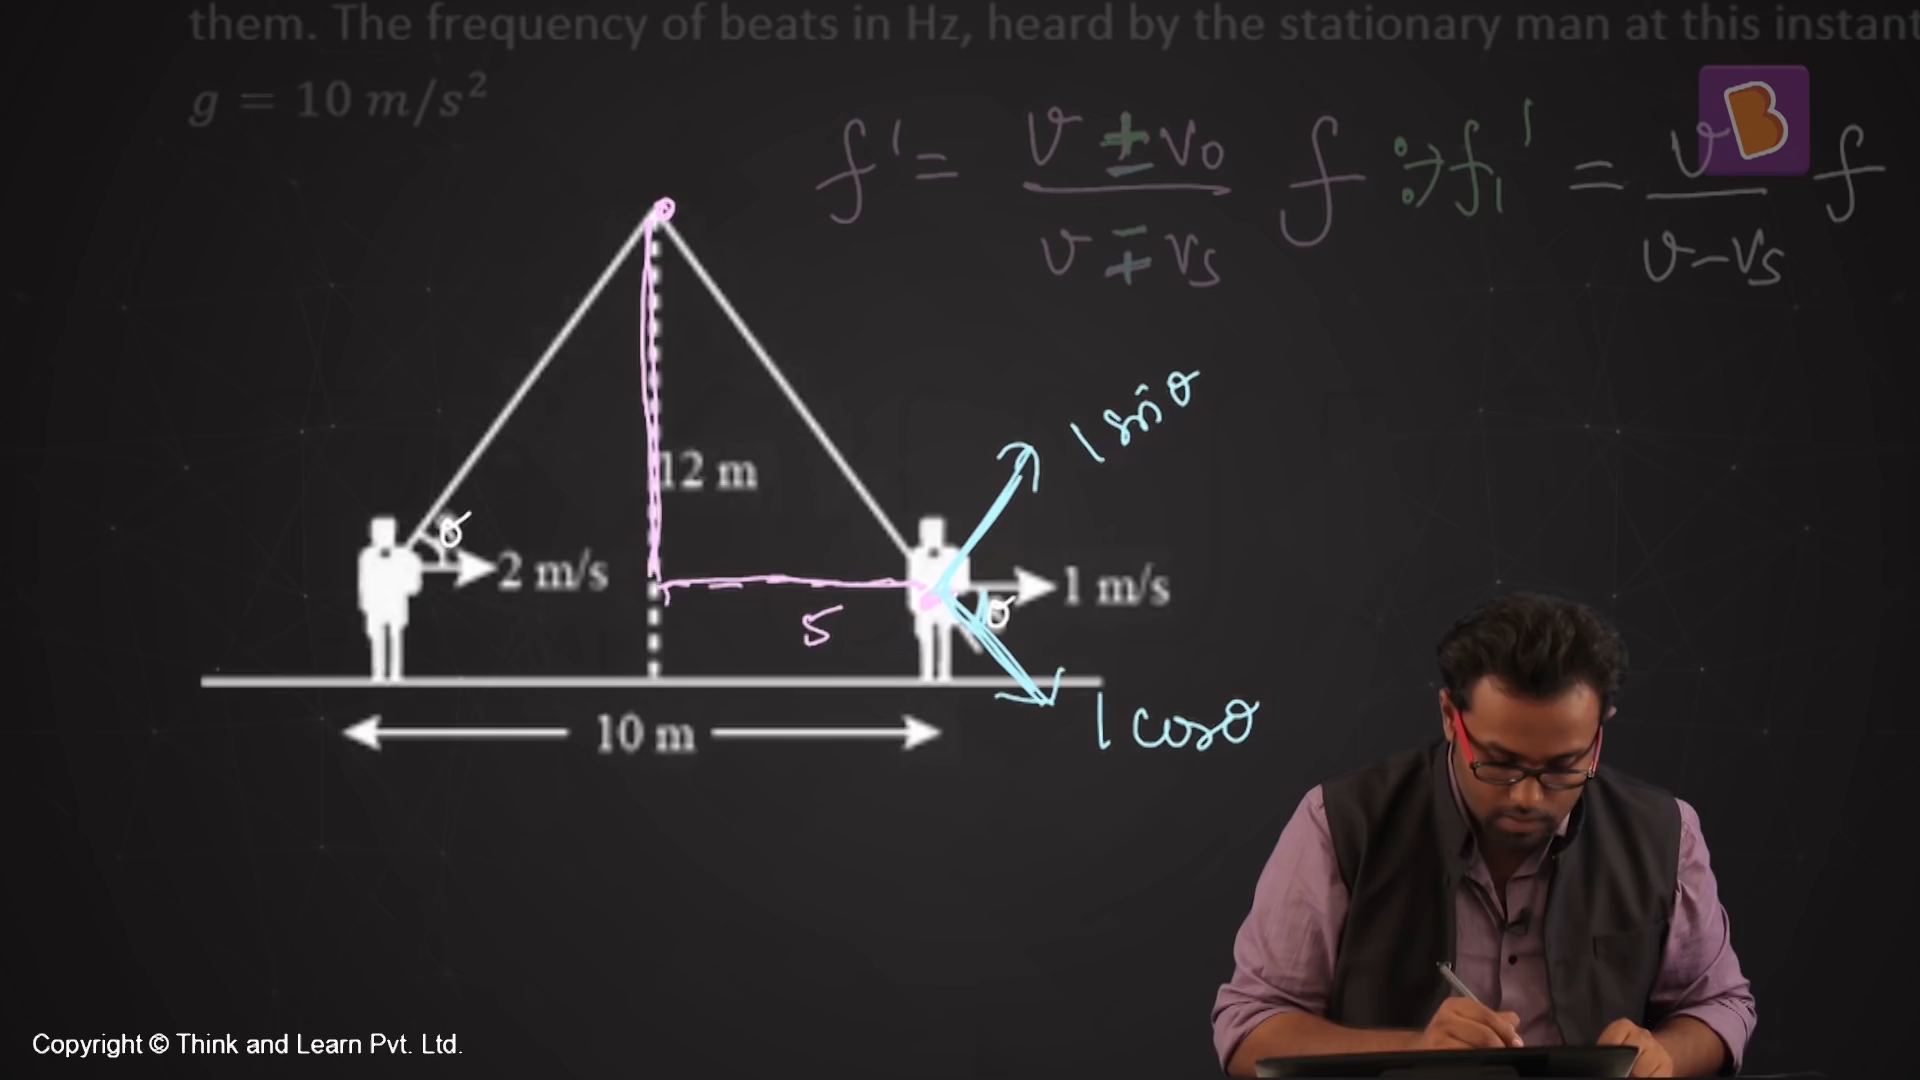 them. The frequency of beats in Hz, heard by the stationary man at this instant
g = 10 m/s²
f' = (v ± v₀)/(v ∓ vₛ) f ∴ f₁' = v/(v - vₛ) f
1 sin θ
12 m
θ
2 m/s
1 m/s
θ
5
1 cos θ
10 m
B
Copyright © Think and Learn Pvt. Ltd.